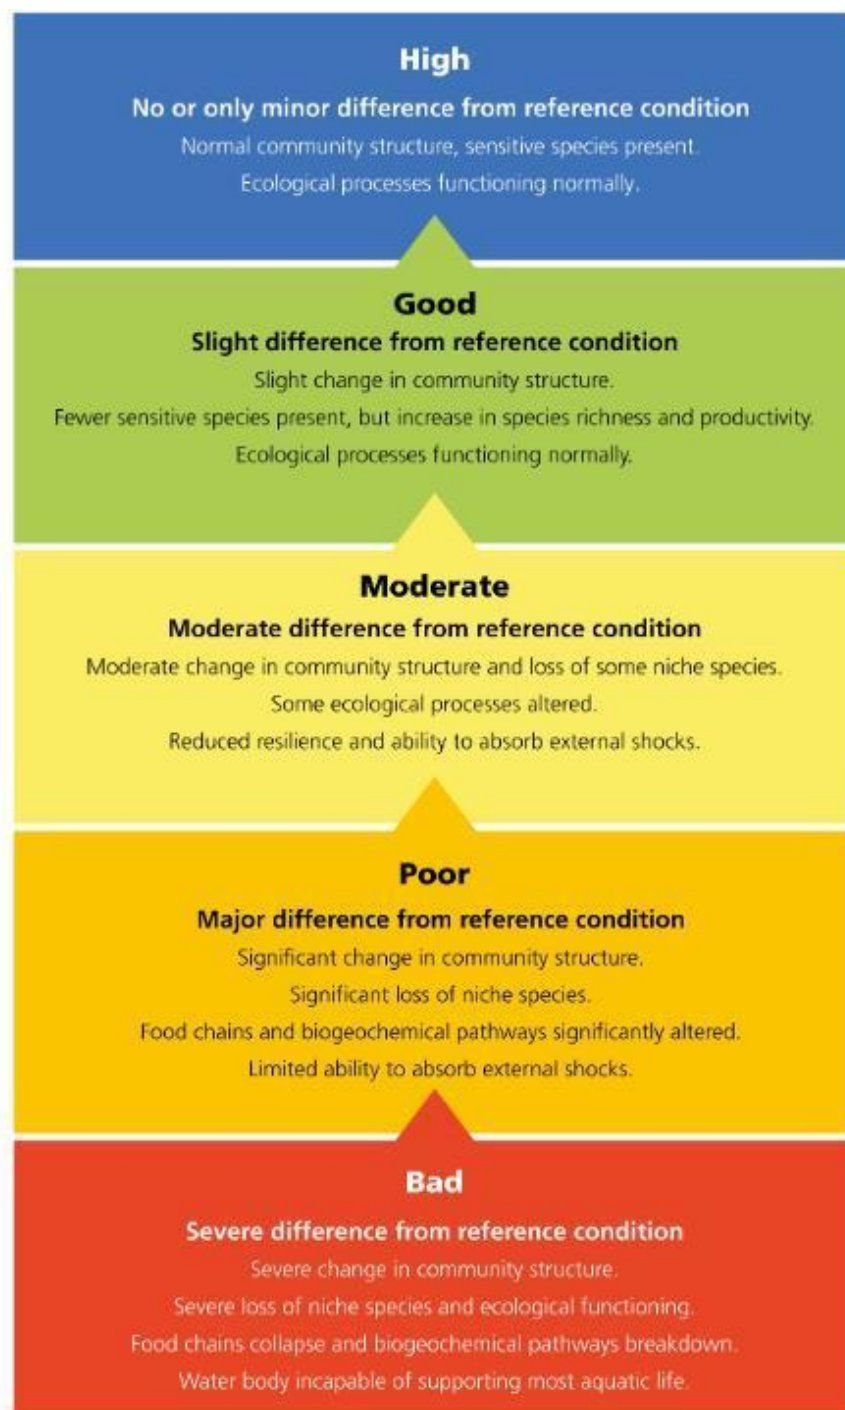 High
No or only minor difference from reference condition
Normal community structure, sensitive species present.
Ecological processes functioning normally.
Good
Slight difference from reference condition
Slight change in community structure.
Fewer sensitive species present, but increase in species richness and productivity.
Ecological processes functioning normally.
Moderate
Moderate difference from reference condition
Moderate change in community structure and loss of some niche species.
Some ecological processes altered.
Reduced resilience and ability to absorb external shocks.
Poor
Major difference from reference condition
Significant change in community structure.
Significant loss of niche species.
Food chains and biogeochemical pathways significantly altered.
Limited ability to absorb external shocks.
Bad
Severe difference from reference condition
Severe change in community structure.
Severe loss of niche species and ecological functioning.
Food chains collapse and biogeochemical pathways breakdown.
Water body incapable of supporting most aquatic life.